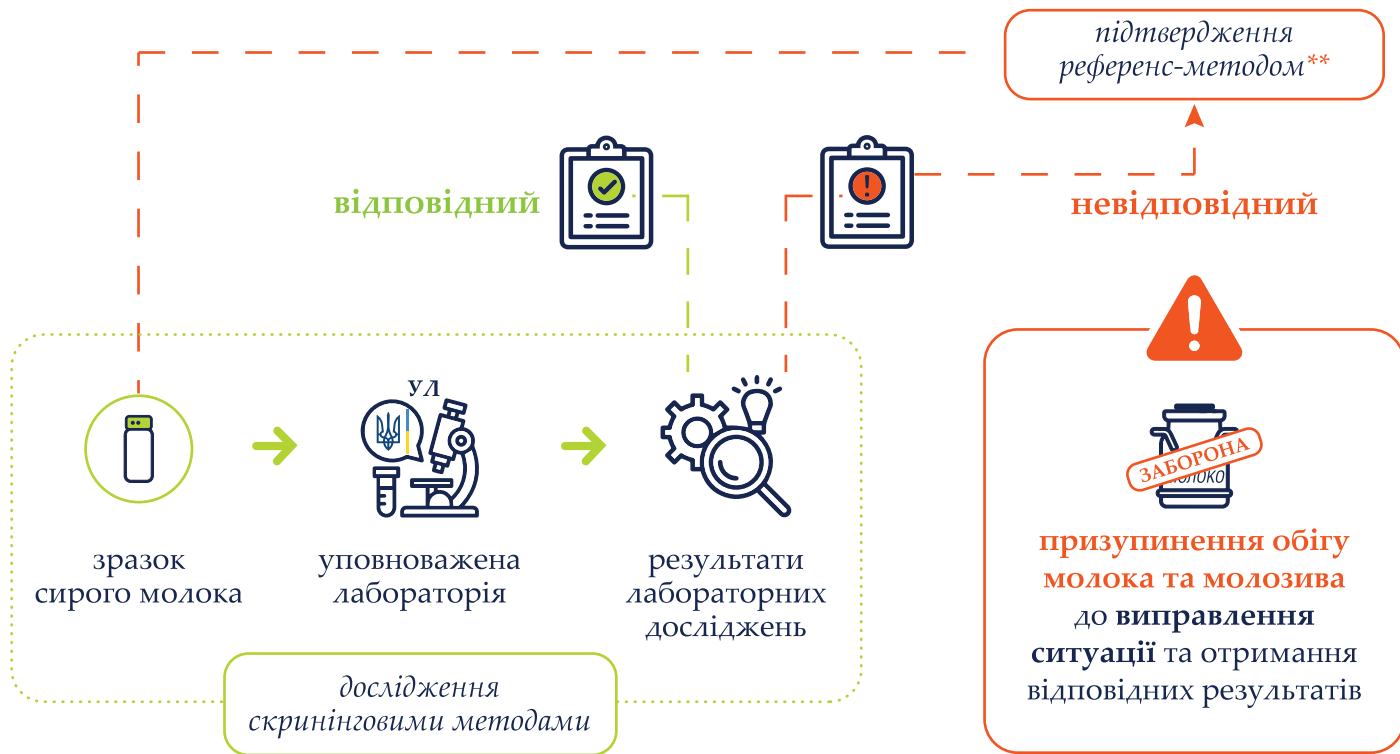 підтвердження
референс-методом**
відповідний
невідповідний
УЛ
зразок
сирого молока
уповноважена
лабораторія
результати
лабораторних
досліджень
дослідження
скринінговими методами
ЗАБОРОНА
молоко
призупинення обігу
молока та молозива
до виправлення
ситуації та отримання
відповідних результатів